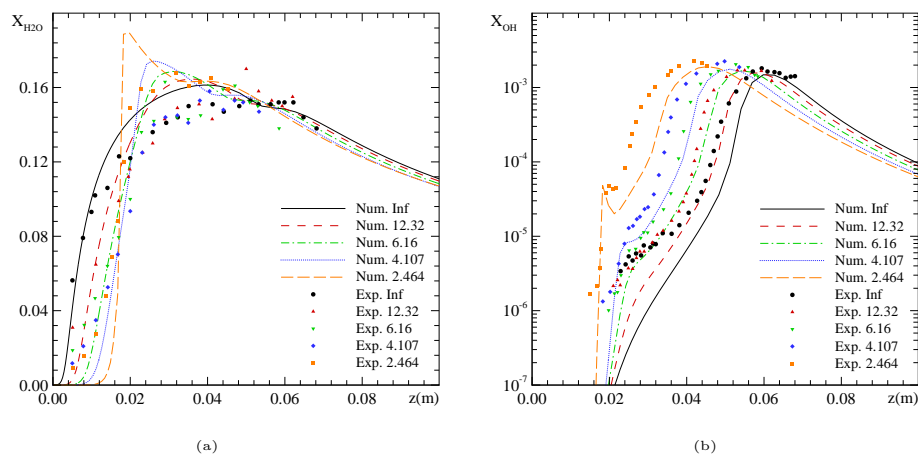 X_H2O
0.16
0.12
0.08
0.04
0.00
0.00 0.02 0.04 0.06 0.08 z(m)
Num. Inf
Num. 12.32
Num. 6.16
Num. 4.107
Num. 2.464
Exp. Inf
Exp. 12.32
Exp. 6.16
Exp. 4.107
Exp. 2.464
(a)
X_OH
10^-3
10^-4
10^-5
10^-6
10^-7
0.00 0.02 0.04 0.06 0.08 z(m)
Num. Inf
Num. 12.32
Num. 6.16
Num. 4.107
Num. 2.464
Exp. Inf
Exp. 12.32
Exp. 6.16
Exp. 4.107
Exp. 2.464
(b)